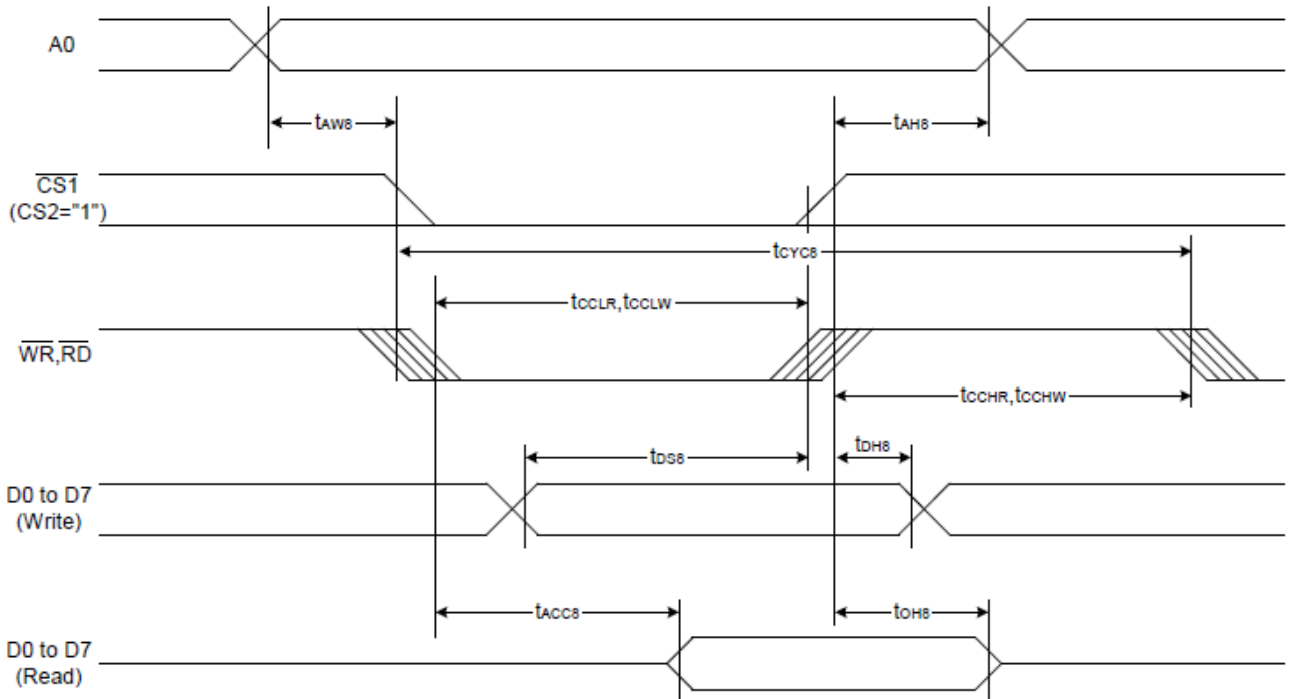 A0
tAW8
tAH8
CS1
(CS2="1")
tCYC8
tCCLR,tCCLW
WR,RD
tCCHR,tCCHW
tDS8
tDH8
D0 to D7
(Write)
tACC8
tOH8
D0 to D7
(Read)